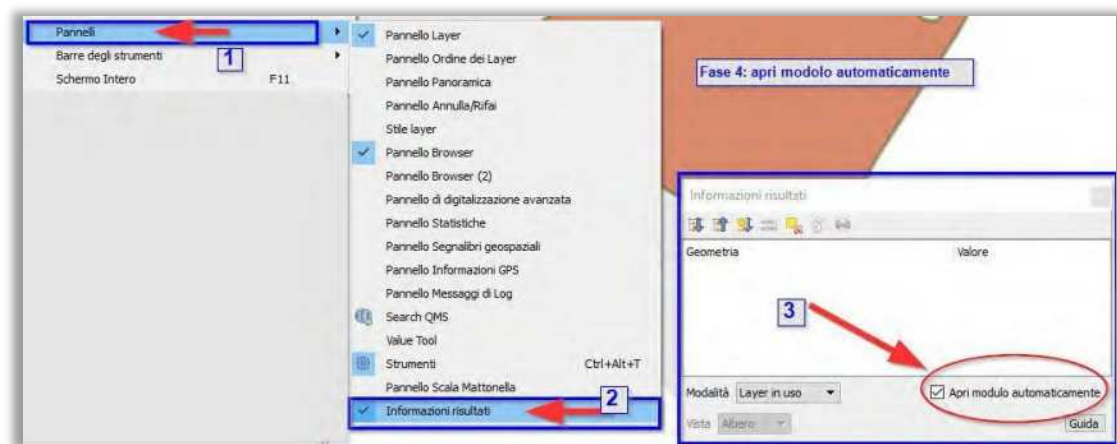 Pannelli
1
Barre degli strumenti
Schermo Intero F11
Pannello Layer
Pannello Ordine dei Layer
Pannello Panoramica
Pannello Annulla/Rifai
Stile layer
Pannello Browser
Pannello Browser (2)
Pannello di digitalizzazione avanzata
Pannello Statistiche
Pannello Segnalibri geospaziali
Pannello Informazioni GPS
Pannello Messaggi di Log
Search QMS
Value Tool
Strumenti Ctrl+Alt+T
Pannello Scala Mattonella
Informazioni risultati
2
Fase 4: apri modolo automaticamente
Informazioni risultati
Geometria Valore
3
Modalità Layer in uso Apri modulo automaticamente
Vista Albero Guida